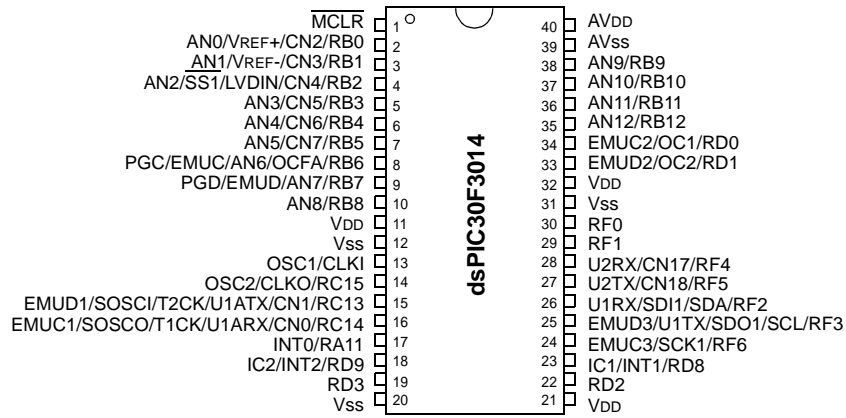 MCLR 1 40 AVDD
AN0/VREF+/CN2/RB0 2 39 AVss
AN1/VREF-/CN3/RB1 3 38 AN9/RB9
AN2/SS1/LVDIN/CN4/RB2 4 37 AN10/RB10
AN3/CN5/RB3 5 36 AN11/RB11
AN4/CN6/RB4 6 35 AN12/RB12
AN5/CN7/RB5 7 34 EMUC2/OC1/RD0
PGC/EMUC/AN6/OCFA/RB6 8 33 EMUD2/OC2/RD1
PGD/EMUD/AN7/RB7 9 32 VDD
AN8/RB8 10 31 Vss
VDD 11 30 RF0
Vss 12 29 RF1
OSC1/CLKI 13 28 U2RX/CN17/RF4
OSC2/CLKO/RC15 14 27 U2TX/CN18/RF5
EMUD1/SOSCI/T2CK/U1ATX/CN1/RC13 15 26 U1RX/SDI1/SDA/RF2
EMUC1/SOSCO/T1CK/U1ARX/CN0/RC14 16 25 EMUD3/U1TX/SDO1/SCL/RF3
INT0/RA11 17 24 EMUC3/SCK1/RF6
IC2/INT2/RD9 18 23 IC1/INT1/RD8
RD3 19 22 RD2
Vss 20 21 VDD
dsPIC30F3014